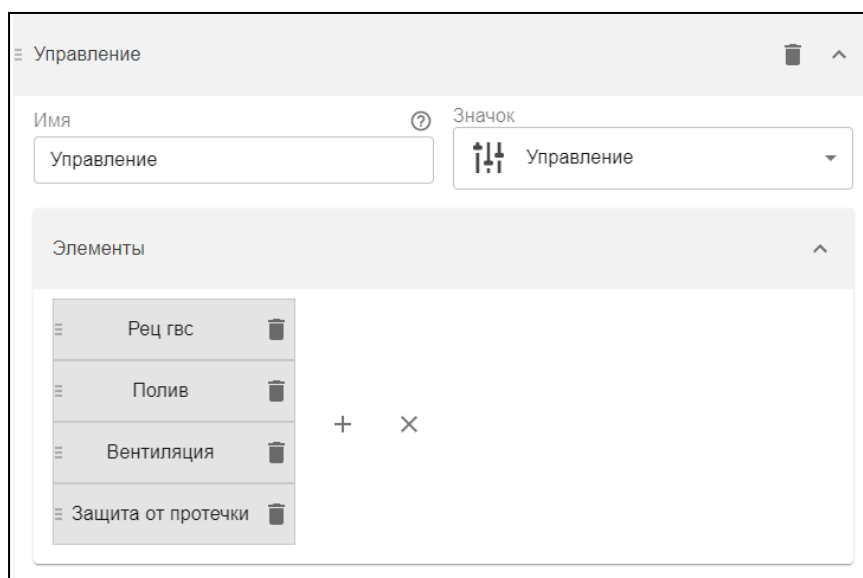 Управление
Имя
Значок
Управление
Управление
Элементы
Рец гвс
Полив
Вентиляция
Защита от протечки